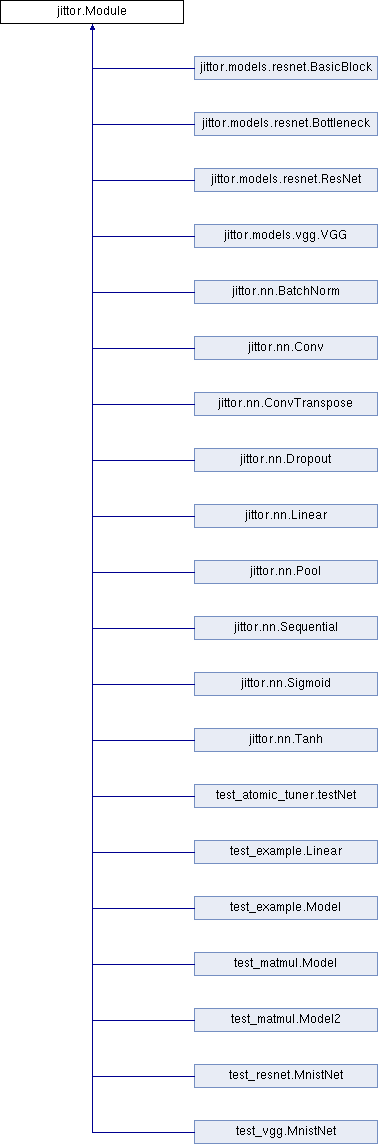 jittor.Module
jittor.models.resnet.BasicBlock
jittor.models.resnet.Bottleneck
jittor.models.resnet.ResNet
jittor.models.vgg.VGG
jittor.nn.BatchNorm
jittor.nn.Conv
jittor.nn.ConvTranspose
jittor.nn.Dropout
jittor.nn.Linear
jittor.nn.Pool
jittor.nn.Sequential
jittor.nn.Sigmoid
jittor.nn.Tanh
test_atomic_tuner.testNet
test_example.Linear
test_example.Model
test_matmul.Model
test_matmul.Model2
test_resnet.MnistNet
test_vgg.MnistNet